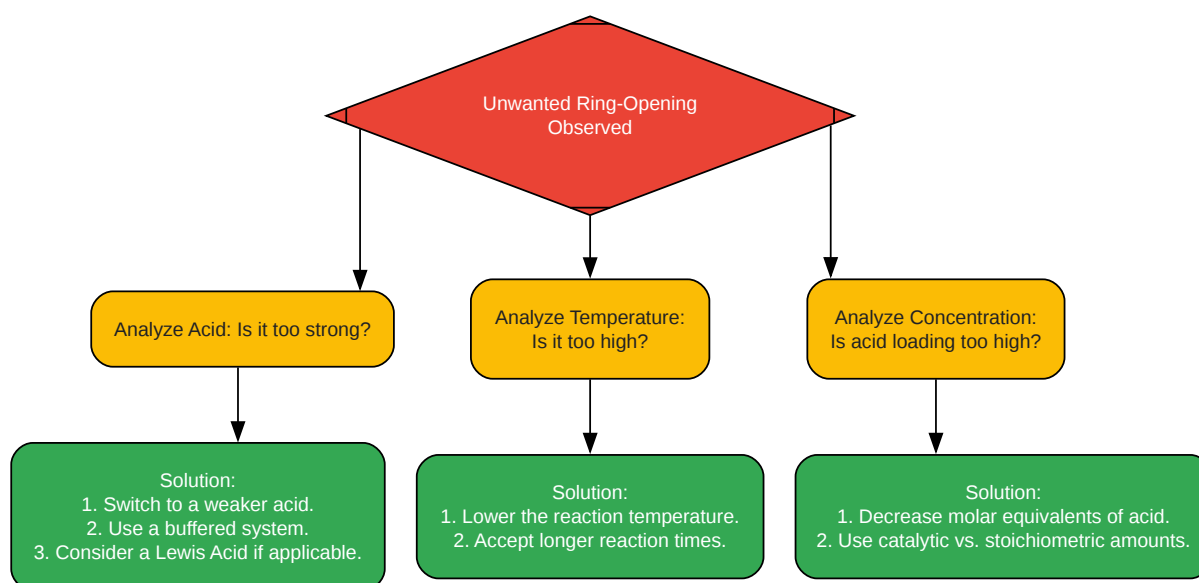 Unwanted Ring-Opening
Observed
Analyze Acid: Is it too strong?
Analyze Temperature:
Is it too high?
Analyze Concentration:
Is acid loading too high?
Solution:
1. Switch to a weaker acid.
2. Use a buffered system.
3. Consider a Lewis Acid if applicable.
Solution:
1. Lower the reaction temperature.
2. Accept longer reaction times.
Solution:
1. Decrease molar equivalents of acid.
2. Use catalytic vs. stoichiometric amounts.